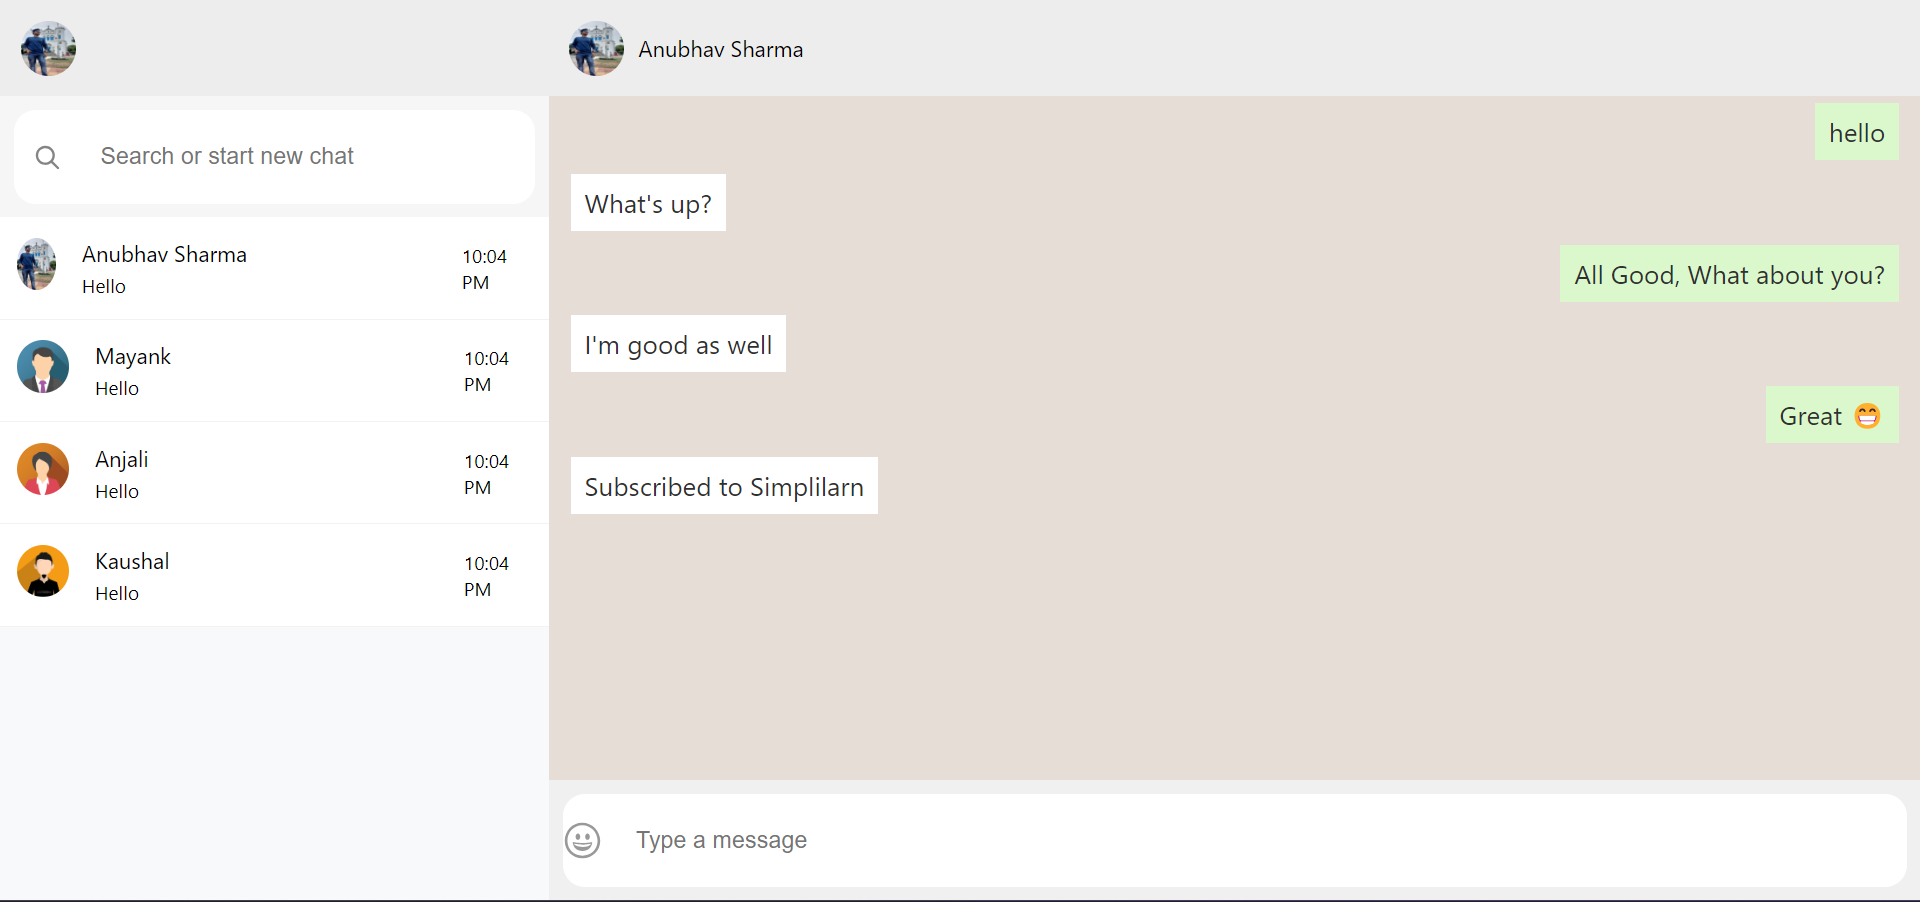 Anubhav Sharma
Search or start new chat
Anubhav Sharma
Hello
10:04
PM
Mayank
Hello
10:04
PM
Anjali
Hello
10:04
PM
Kaushal
Hello
10:04
PM
hello
What's up?
All Good, What about you?
I'm good as well
Great 😁
Subscribed to Simplilarn
Type a message